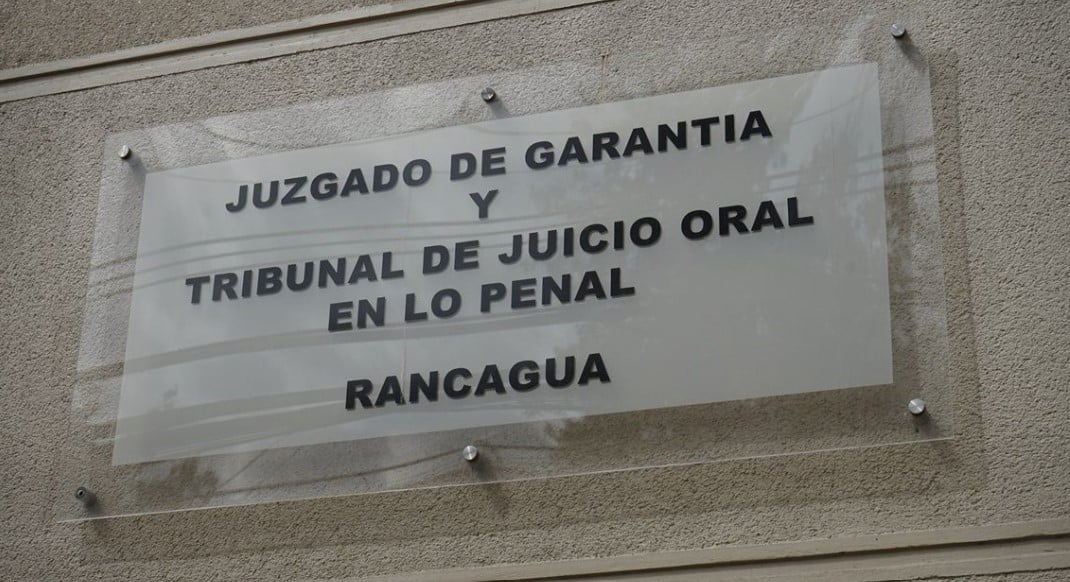 JUZGADO DE GARANTIA
Y
TRIBUNAL DE JUICIO ORAL
EN LO PENAL
RANCAGUA